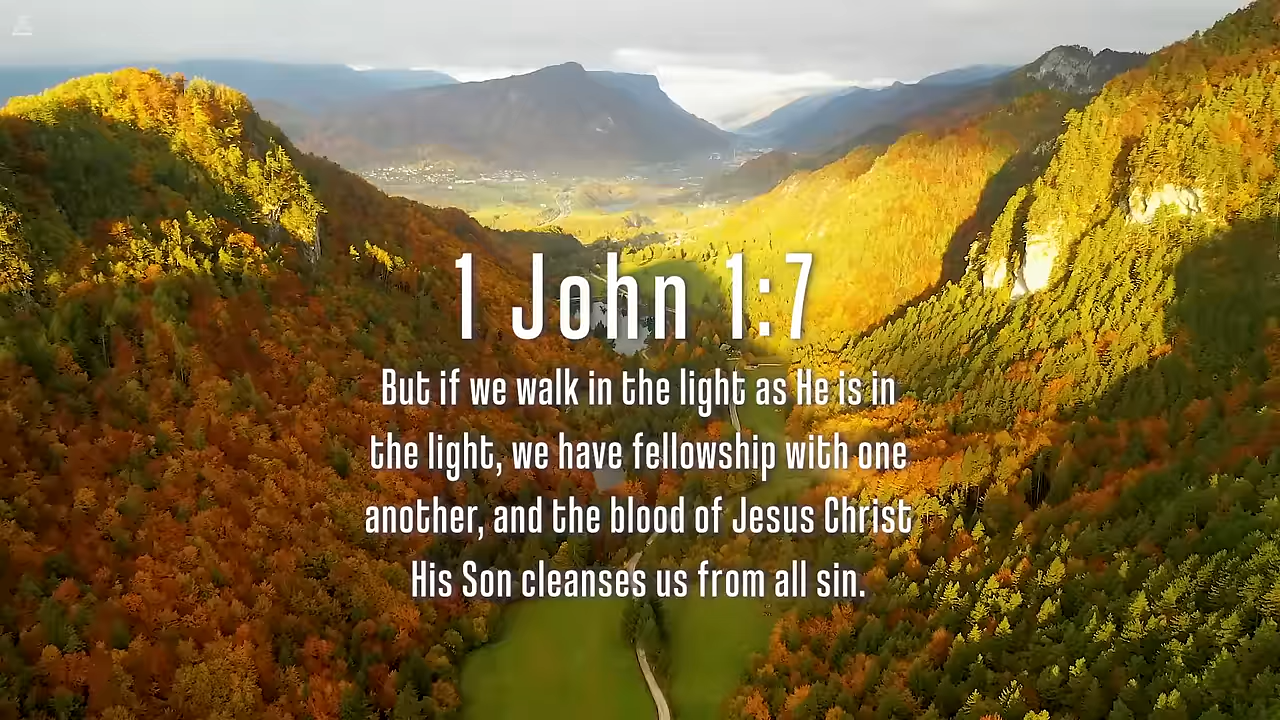 1 John 1:7
But if we walk in the light as He is in
the light, we have fellowship with one
another, and the blood of Jesus Christ
His Son cleanses us from all sin.